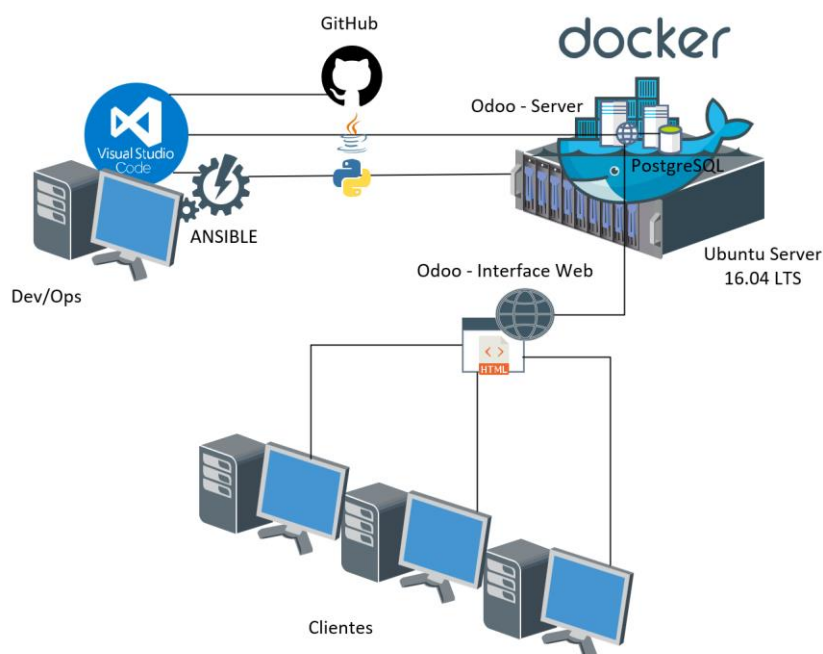 GitHub
docker
Odoo - Server
Visual Studio
Code
PostgreSQL
ANSIBLE
Ubuntu Server
16.04 LTS
Dev/Ops
Odoo - Interface Web
HTML
Clientes